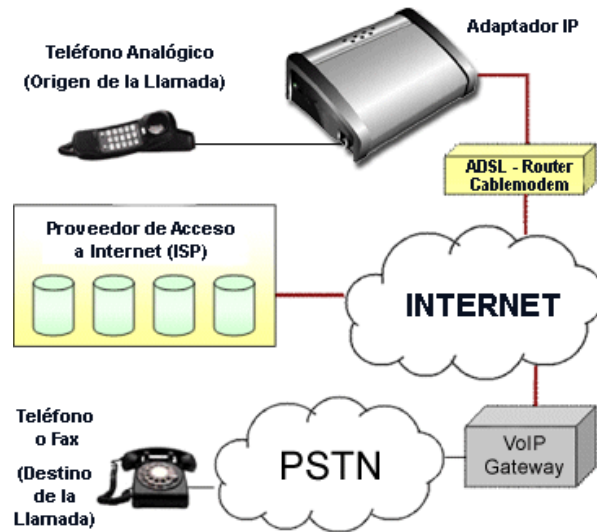 Teléfono Analógico
(Origen de la Llamada)
Adaptador IP
ADSL - Router
Cablemodem
Proveedor de Acceso
a Internet (ISP)
INTERNET
Teléfono
o Fax
(Destino
de la
Llamada)
PSTN
VoIP
Gateway